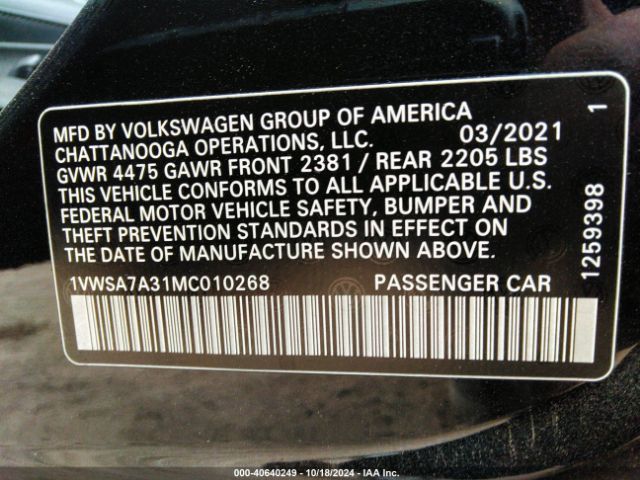 MFD BY VOLKSWAGEN GROUP OF AMERICA
CHATTANOOGA OPERATIONS, LLC. 03/2021
GVWR 4475 GAWR FRONT 2381 / REAR 2205 LBS
THIS VEHICLE CONFORMS TO ALL APPLICABLE U.S.
FEDERAL MOTOR VEHICLE SAFETY, BUMPER AND
THEFT PREVENTION STANDARDS IN EFFECT ON
THE DATE OF MANUFACTURE SHOWN ABOVE.
1VWSA7A31MC010268 PASSENGER CAR
1259398 1
000-40640249 - 10/18/2024 - IAA Inc.